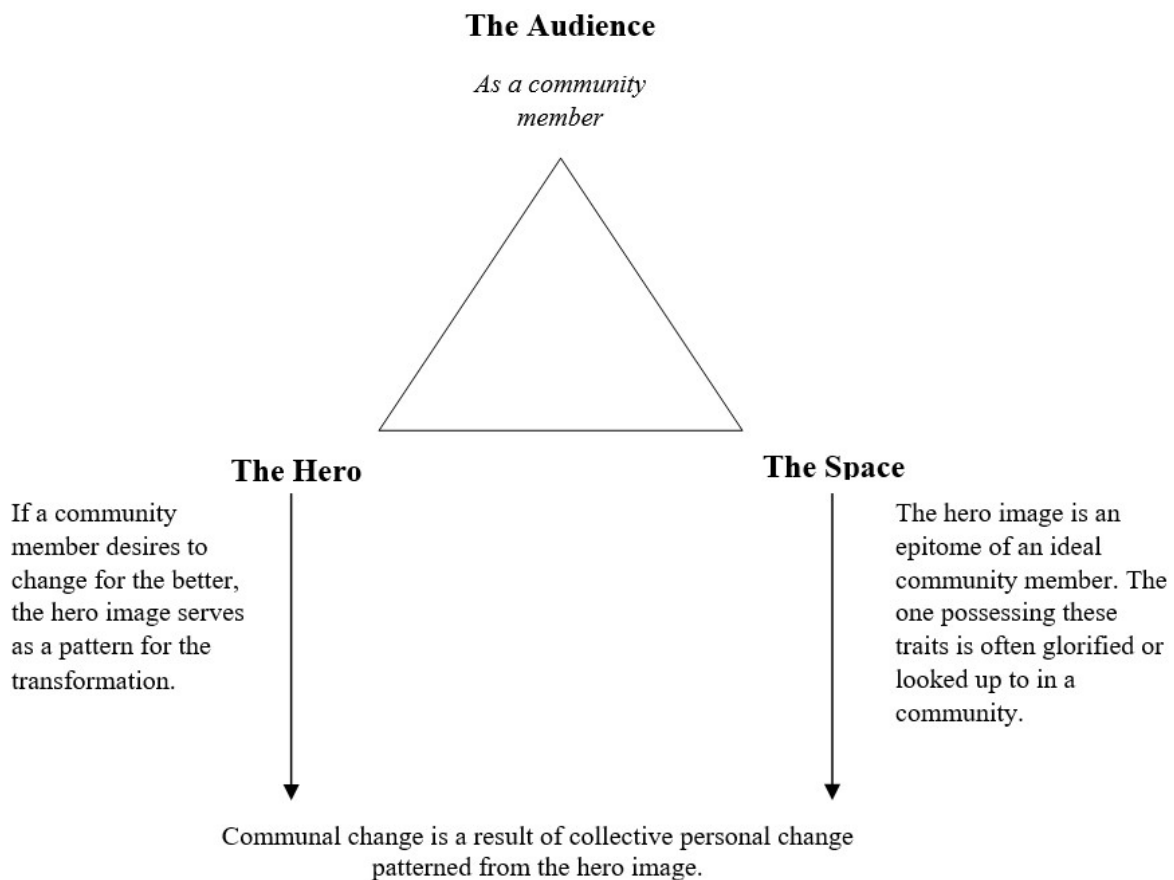 The Audience
As a community
member
The Hero
The Space
If a community
member desires to
change for the better,
the hero image serves
as a pattern for the
transformation.
The hero image is an
epitome of an ideal
community member. The
one possessing these
traits is often glorified or
looked up to in a
community.
Communal change is a result of collective personal change
patterned from the hero image.